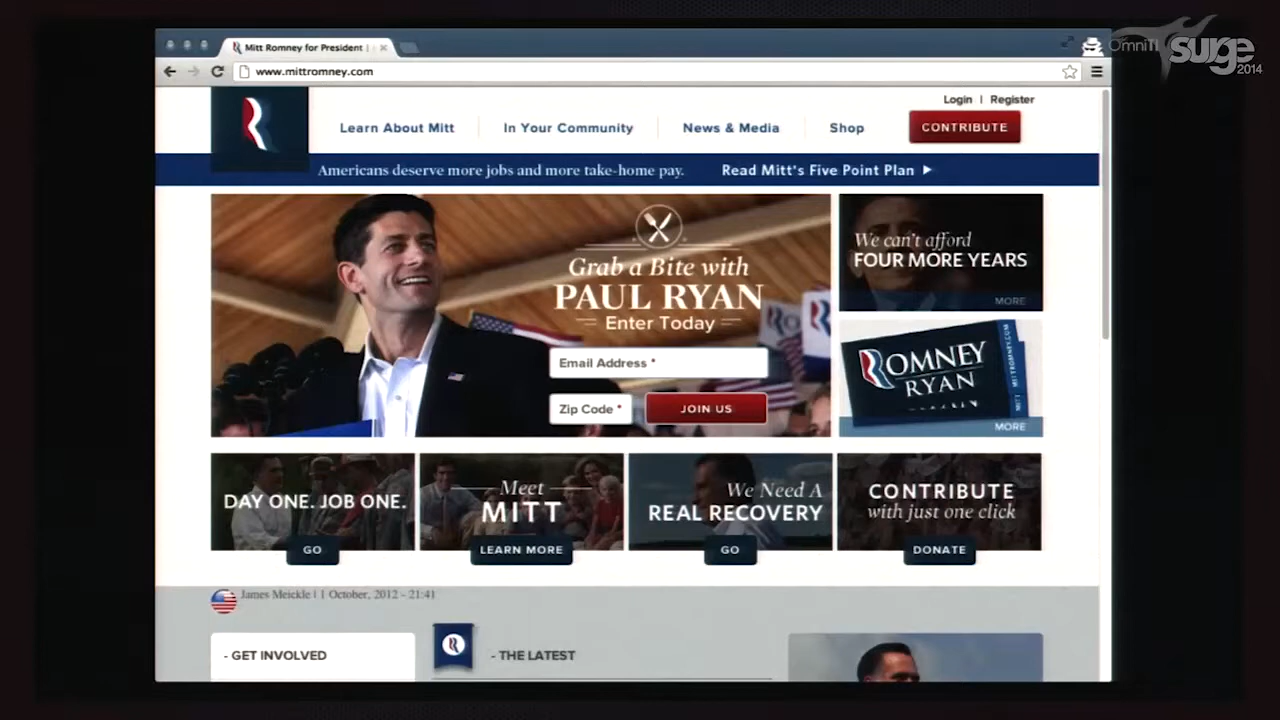 Mitt Romney for President |
OmniTI surge 2014
www.mittromney.com
Login | Register
Learn About Mitt
In Your Community
News & Media
Shop
CONTRIBUTE
Americans deserve more jobs and more take-home pay.
Read Mitt's Five Point Plan
Grab a Bite with
PAUL RYAN
Enter Today
Email Address *
Zip Code *
JOIN US
We can't afford
FOUR MORE YEARS
MORE
ROMNEY
RYAN
MITTROMNEY.COM
MORE
DAY ONE. JOB ONE.
GO
Meet
MITT
LEARN MORE
We Need A
REAL RECOVERY
GO
CONTRIBUTE
with just one click
DONATE
James Meickle | 1 October, 2012 - 21:41
- GET INVOLVED
- THE LATEST